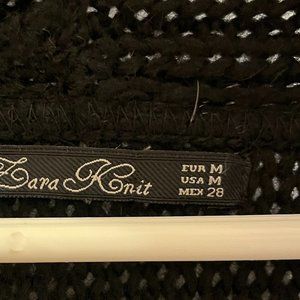 Zara Knit
EUR M
USA M
MEX 28